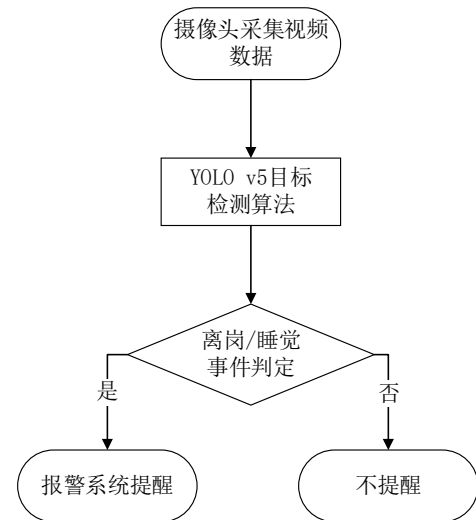 摄像头采集视频
数据
YOLO v5目标
检测算法
离岗/睡觉
事件判定
是
否
报警系统提醒
不提醒